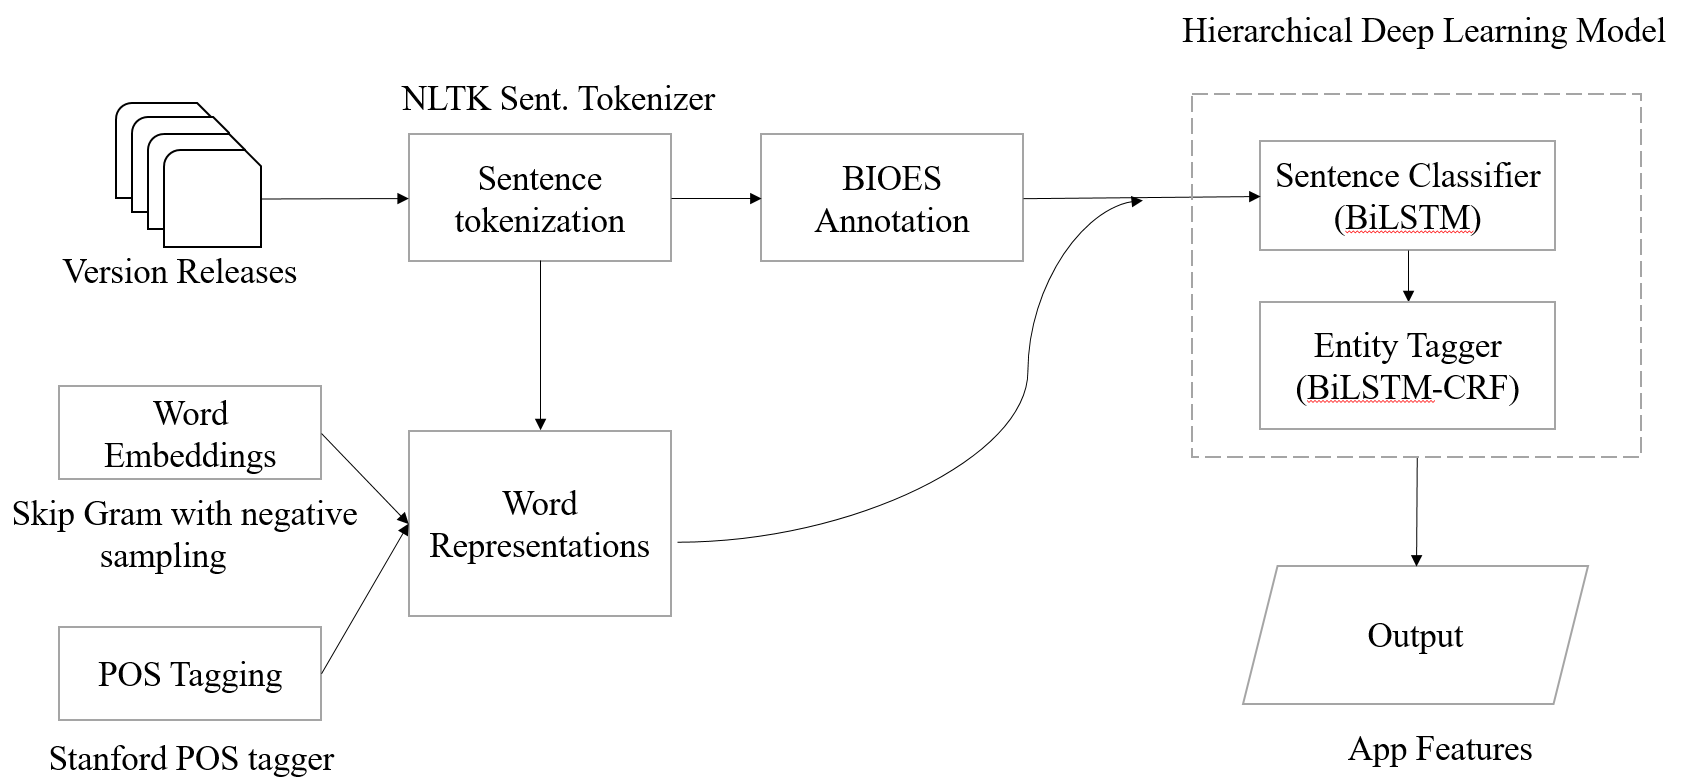 Hierarchical Deep Learning Model
NLTK Sent. Tokenizer
Version Releases
Sentence
tokenization
BIOES
Annotation
Sentence Classifier
(BiLSTM)
Entity Tagger
(BiLSTM-CRF)
Word
Embeddings
Skip Gram with negative
sampling
Word
Representations
POS Tagging
Stanford POS tagger
Output
App Features